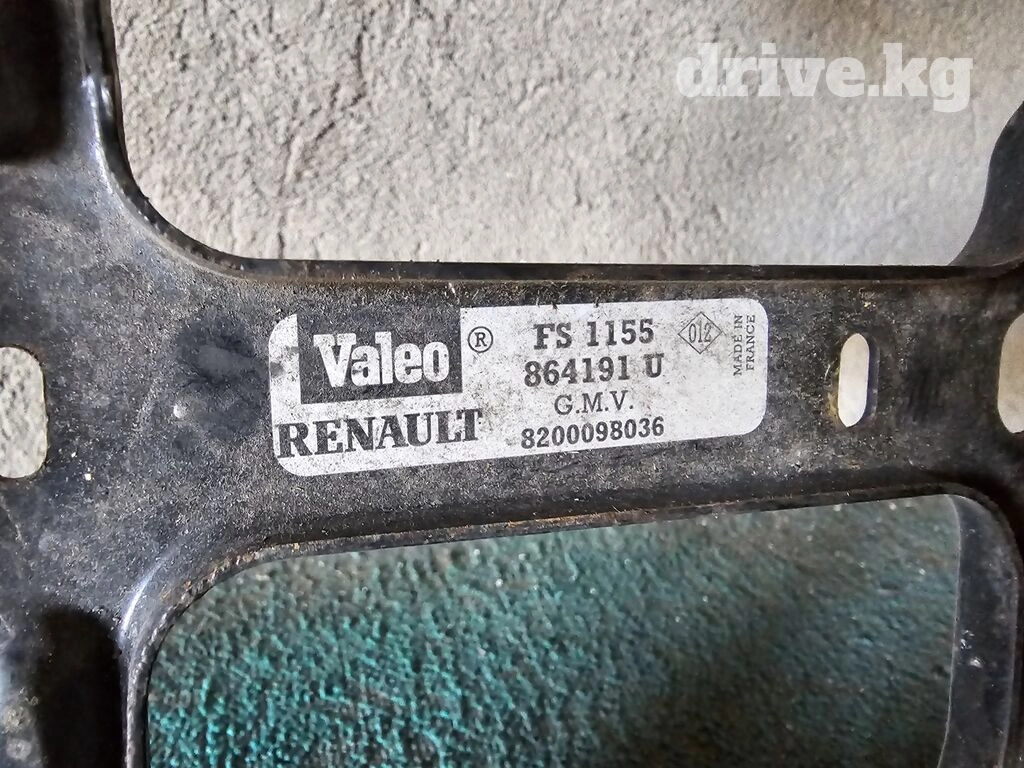 drive.kg
Valeo ®
RENAULT
FS 1155
864191 U
G.M.V.
8200098036
012
MADE IN
FRANCE